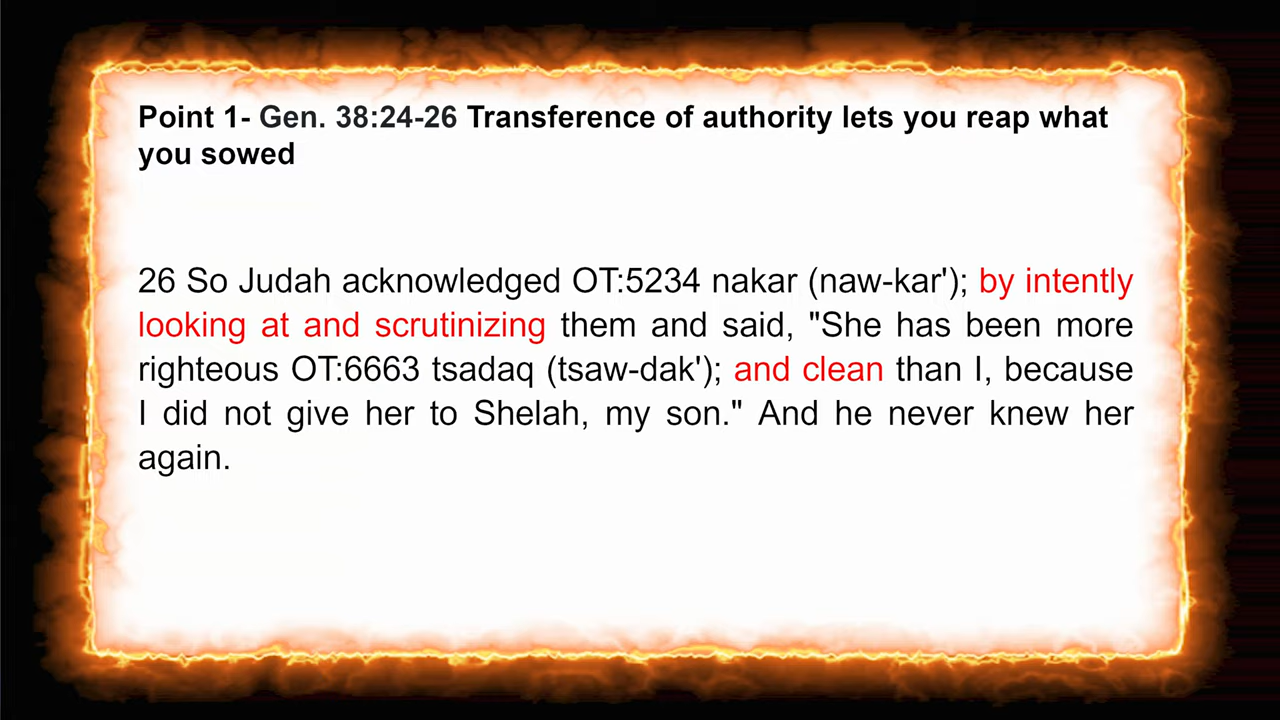 Point 1- Gen. 38:24-26 Transference of authority lets you reap what
you sowed
26 So Judah acknowledged OT:5234 nakar (naw-kar'); by intently
looking at and scrutinizing them and said, "She has been more
righteous OT:6663 tsadaq (tsaw-dak'); and clean than I, because
I did not give her to Shelah, my son." And he never knew her
again.